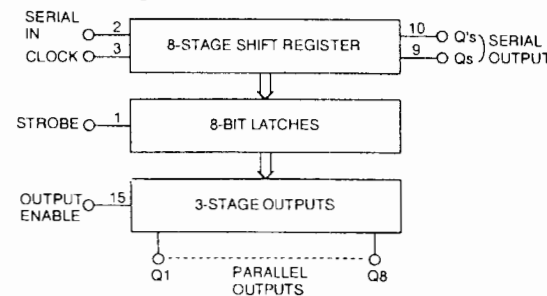 SERIAL
IN
2
CLOCK
3
8-STAGE SHIFT REGISTER
10
Q's
9
Qs
SERIAL
OUTPUT
STROBE
1
8-BIT LATCHES
OUTPUT
ENABLE
15
3-STAGE OUTPUTS
Q1
PARALLEL
OUTPUTS
Q8